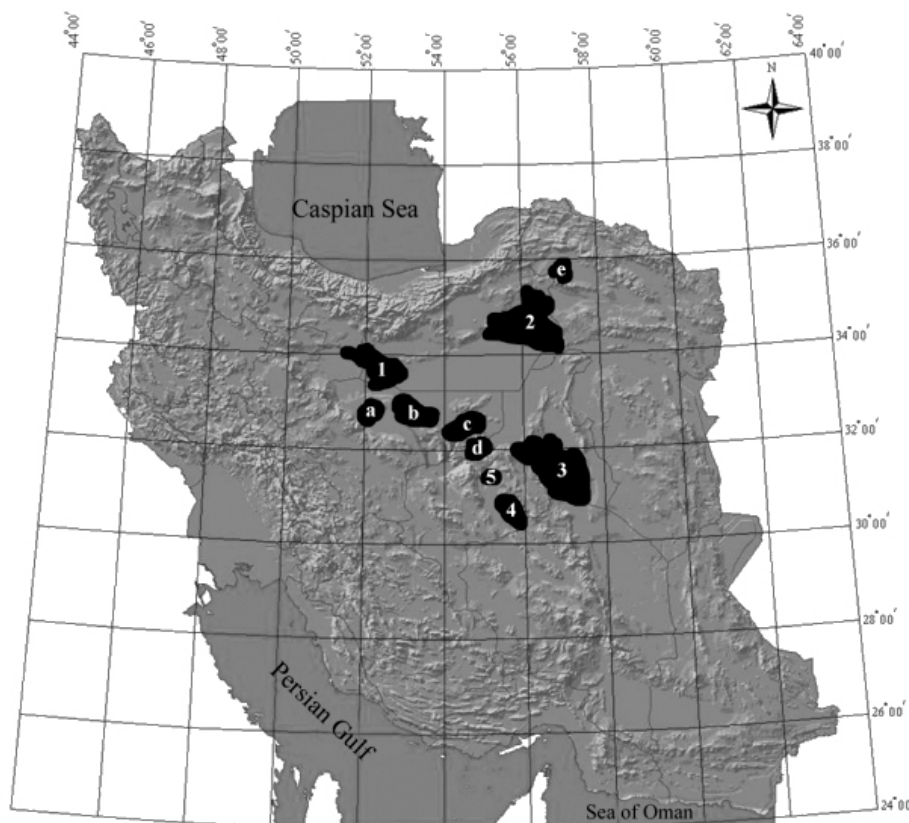 44° 00' 46° 00' 48° 00' 50° 00' 52° 00' 54° 00' 56° 00' 58° 00' 60° 00' 62° 00' 64° 00'
40° 00'
N
38° 00'
Caspian Sea
36° 00'
e
2
34° 00'
1
a b c
32° 00'
d
3
5
4
30° 00'
28° 00'
Persian Gulf
26° 00'
Sea of Oman
24° 00'